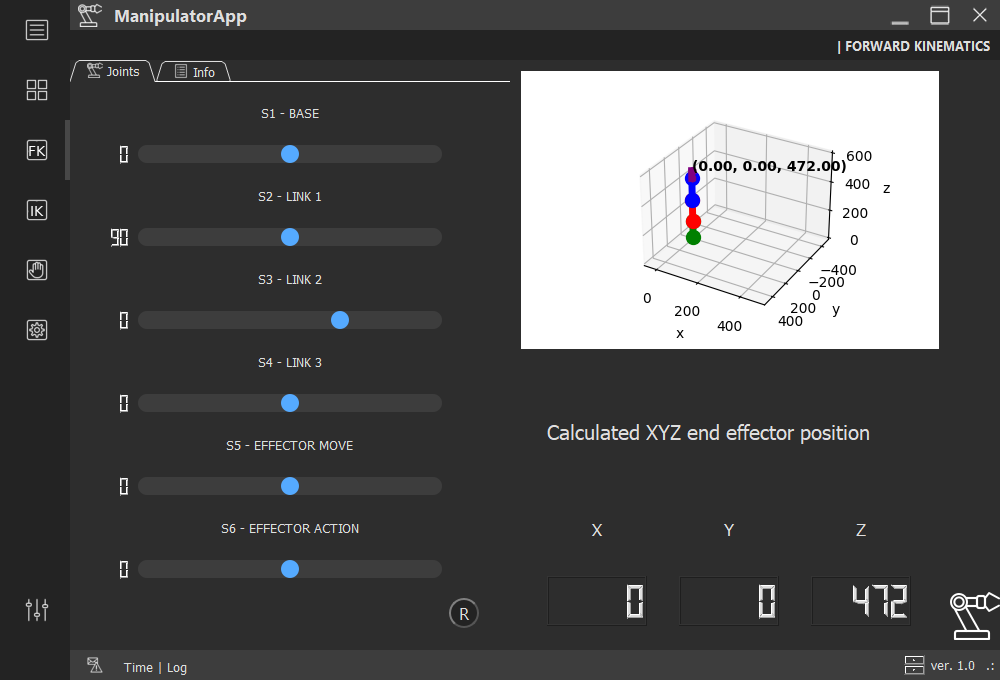 ManipulatorApp
| FORWARD KINEMATICS
Joints
Info
FK
IK
S1 - BASE
0
S2 - LINK 1
90
S3 - LINK 2
0
S4 - LINK 3
0
S5 - EFFECTOR MOVE
0
S6 - EFFECTOR ACTION
0
R
(0.00, 0.00, 472.00)
600
400
200
0
z
−400
−200
0
200
400
y
0
200
400
x
Calculated XYZ end effector position
X Y Z
0 0 472
Time | Log
ver. 1.0 .: